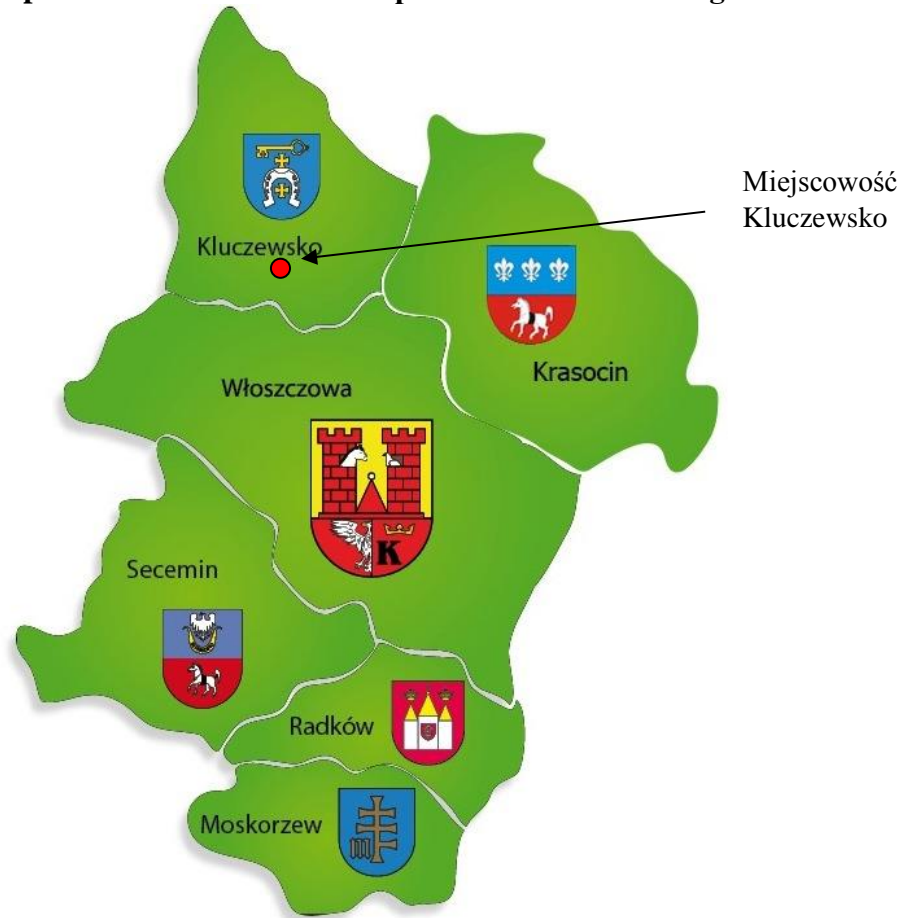 Miejscowość
Kluczewsko
Kluczewsko
Krasocin
Włoszczowa
K
Secemin
Radków
Moskorzew
m